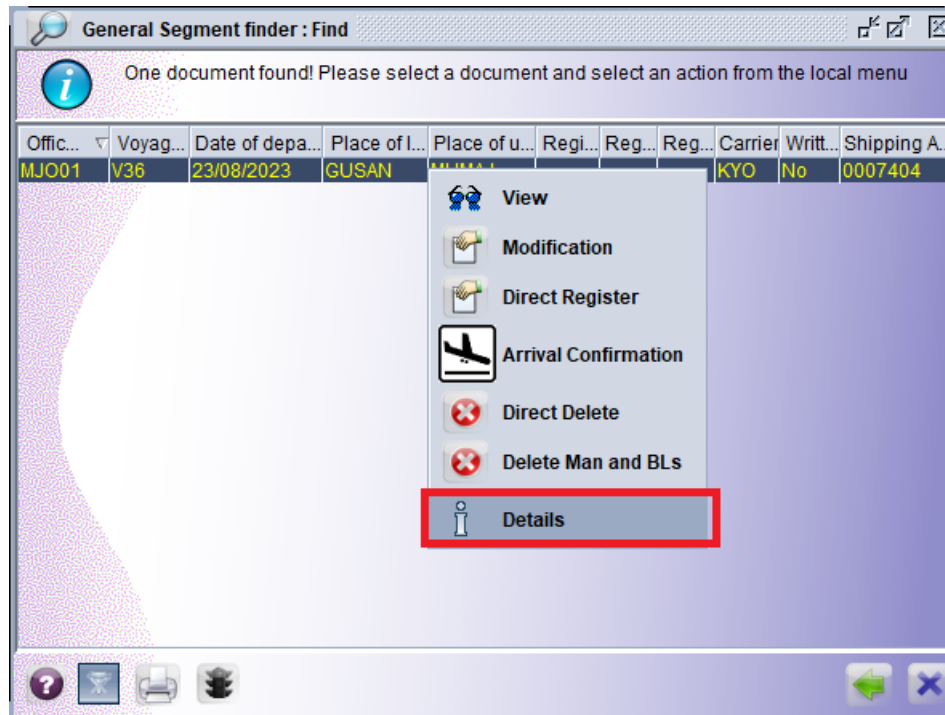 General Segment finder : Find
One document found! Please select a document and select an action from the local menu
Offic... Voyag... Date of depa... Place of l... Place of u... Regi... Reg... Reg... Carrier Writt... Shipping A...
MJO01 V36 23/08/2023 GUSAN KYO No 0007404
View
Modification
Direct Register
Arrival Confirmation
Direct Delete
Delete Man and BLs
Details